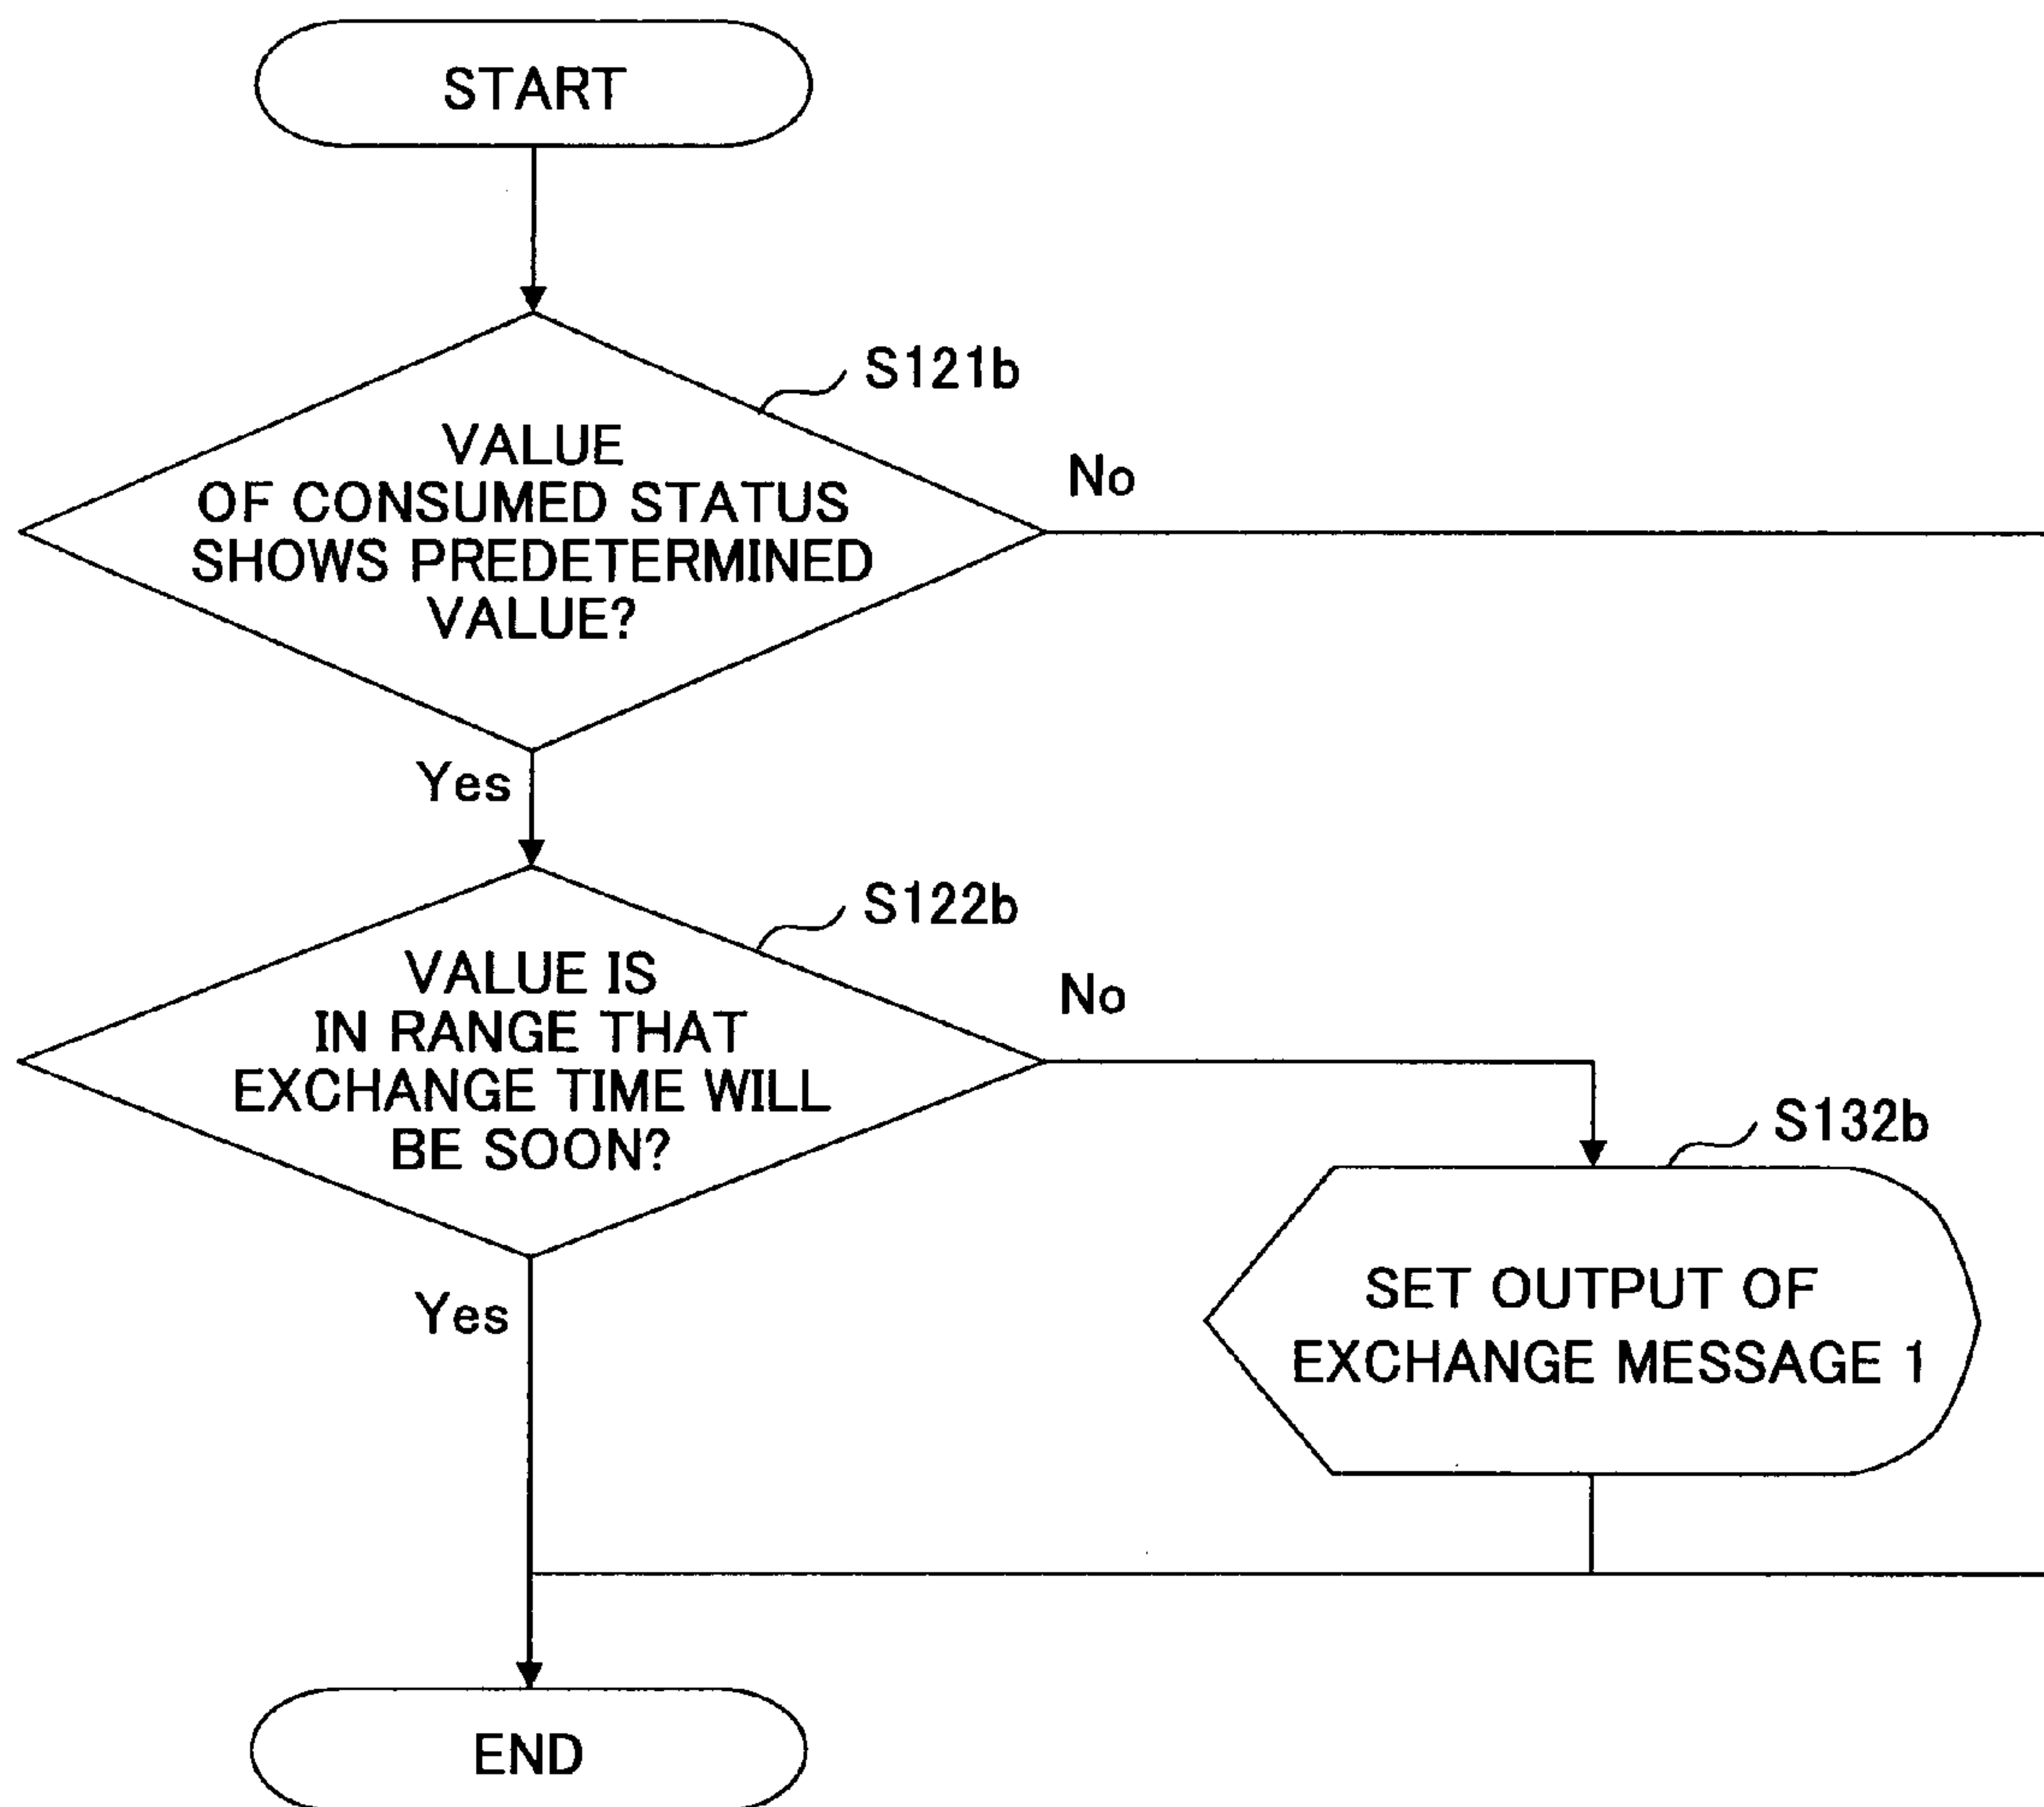 START
S121b
VALUE
OF CONSUMED STATUS
SHOWS PREDETERMINED
VALUE?
No
Yes
S122b
VALUE IS
IN RANGE THAT
EXCHANGE TIME WILL
BE SOON?
No
Yes
S132b
SET OUTPUT OF
EXCHANGE MESSAGE 1
END